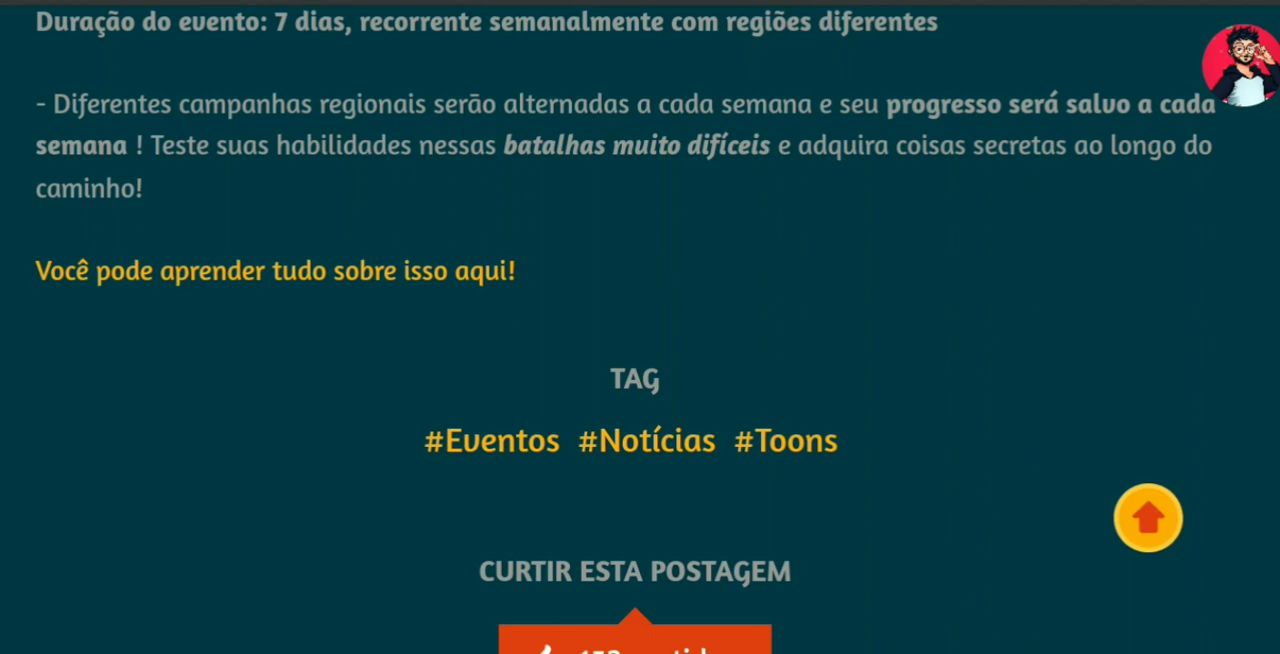 Duração do evento: 7 dias, recorrente semanalmente com regiões diferentes
- Diferentes campanhas regionais serão alternadas a cada semana e seu progresso será salvo a cada
semana ! Teste suas habilidades nessas batalhas muito difíceis e adquira coisas secretas ao longo do
caminho!
Você pode aprender tudo sobre isso aqui!
TAG
#Eventos #Notícias #Toons
CURTIR ESTA POSTAGEM